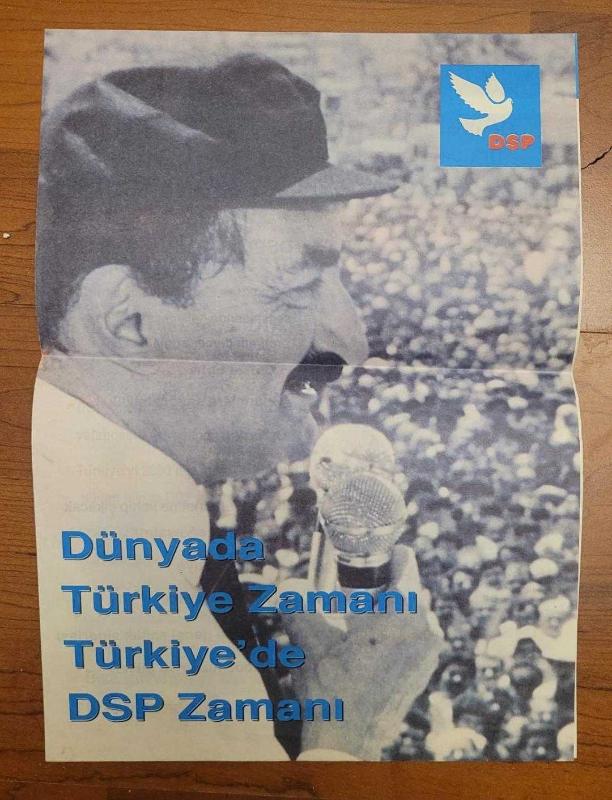 DSP
Dünyada
Türkiye Zamanı
Türkiye'de
DSP Zamanı